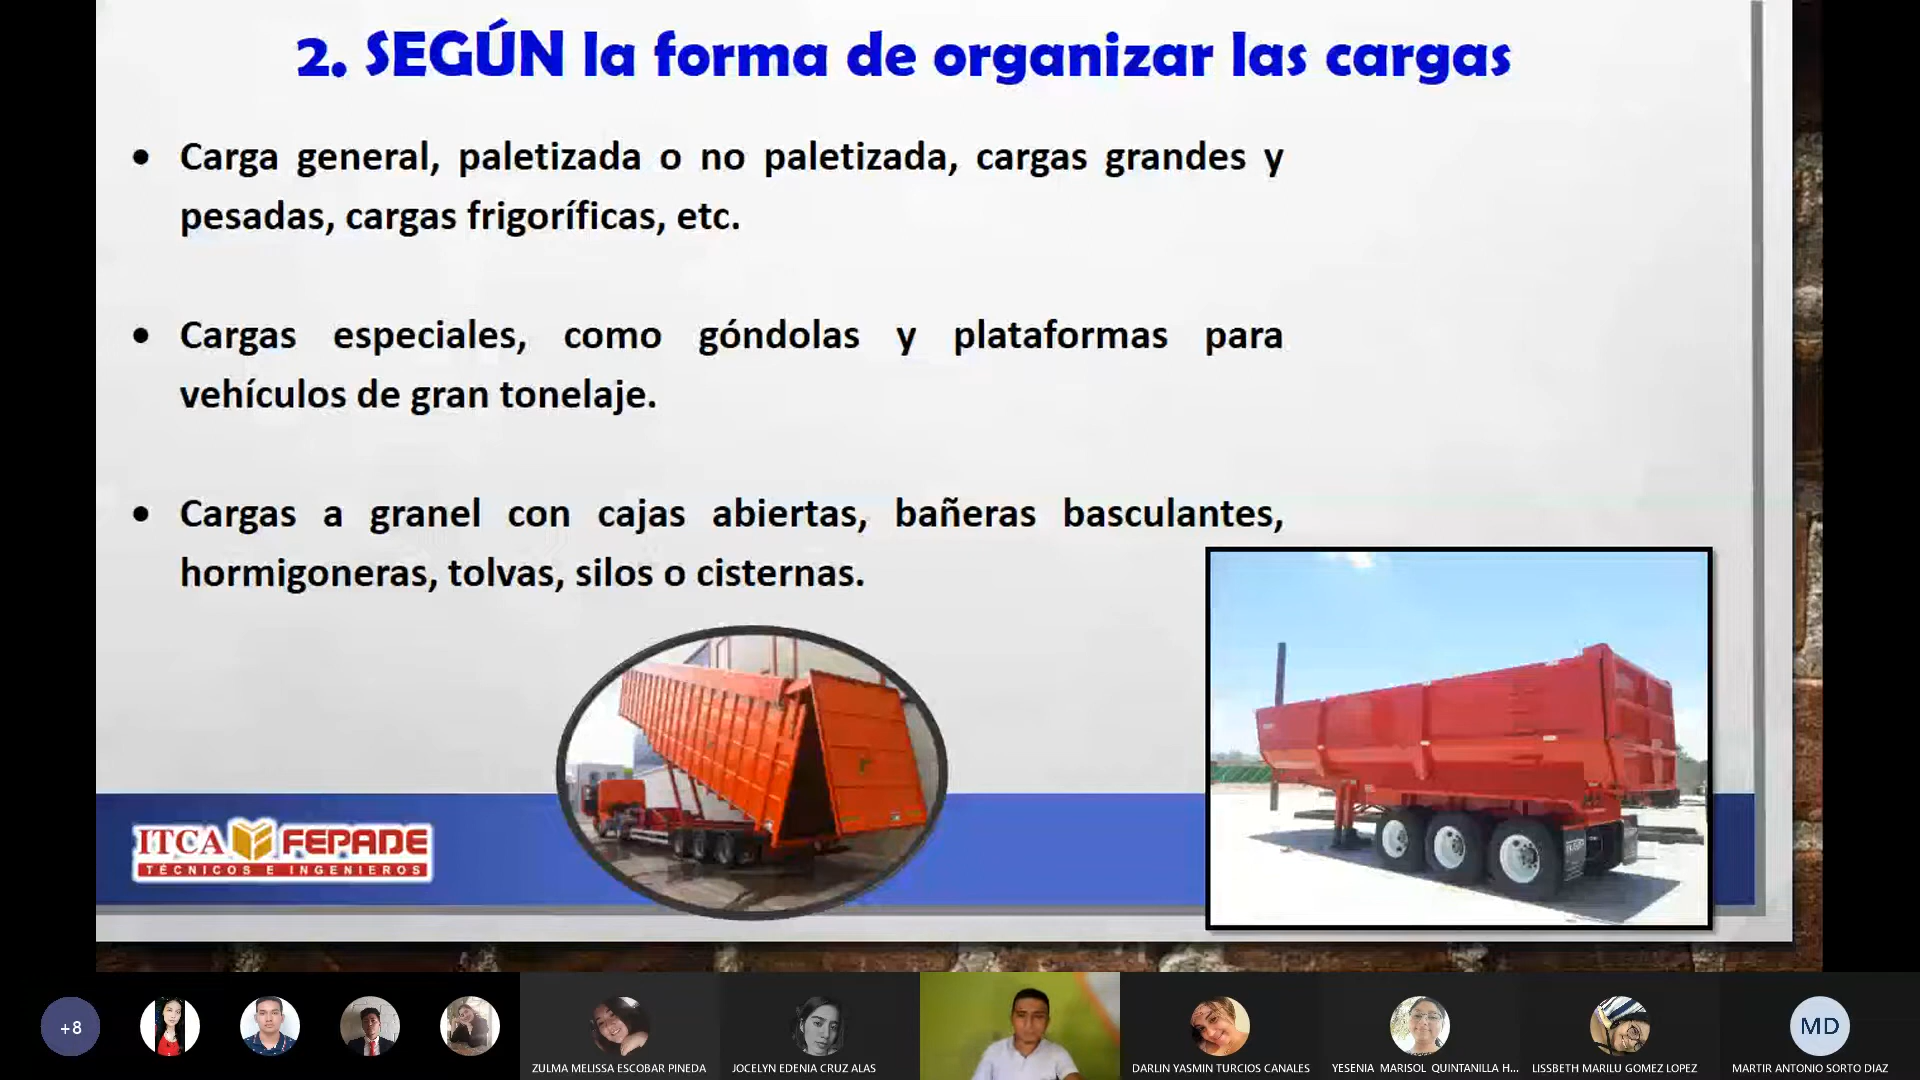 2. SEGÚN la forma de organizar las cargas
• Carga general, paletizada o no paletizada, cargas grandes y
pesadas, cargas frigoríficas, etc.
• Cargas especiales, como góndolas y plataformas para
vehículos de gran tonelaje.
• Cargas a granel con cajas abiertas, bañeras basculantes,
hormigoneras, tolvas, silos o cisternas.
ITCA FEPADE
TÉCNICOS E INGENIEROS
+8
ZULMA MELISSA ESCOBAR PINEDA
JOCELYN EDENIA CRUZ ALAS
DARLIN YASMIN TURCIOS CANALES
YESENIA MARISOL QUINTANILLA H...
LISSBETH MARILU GOMEZ LOPEZ
MD
MARTIR ANTONIO SORTO DIAZ